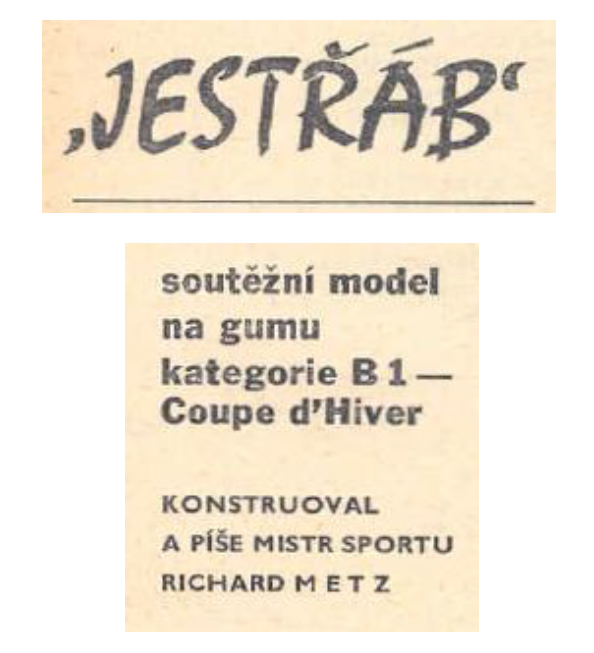 ‚JESTŘÁB‘
soutěžní model
na gumu
kategorie B 1 —
Coupe d'Hiver
KONSTRUOVAL
A PÍŠE MISTR SPORTU
RICHARD M E T Z